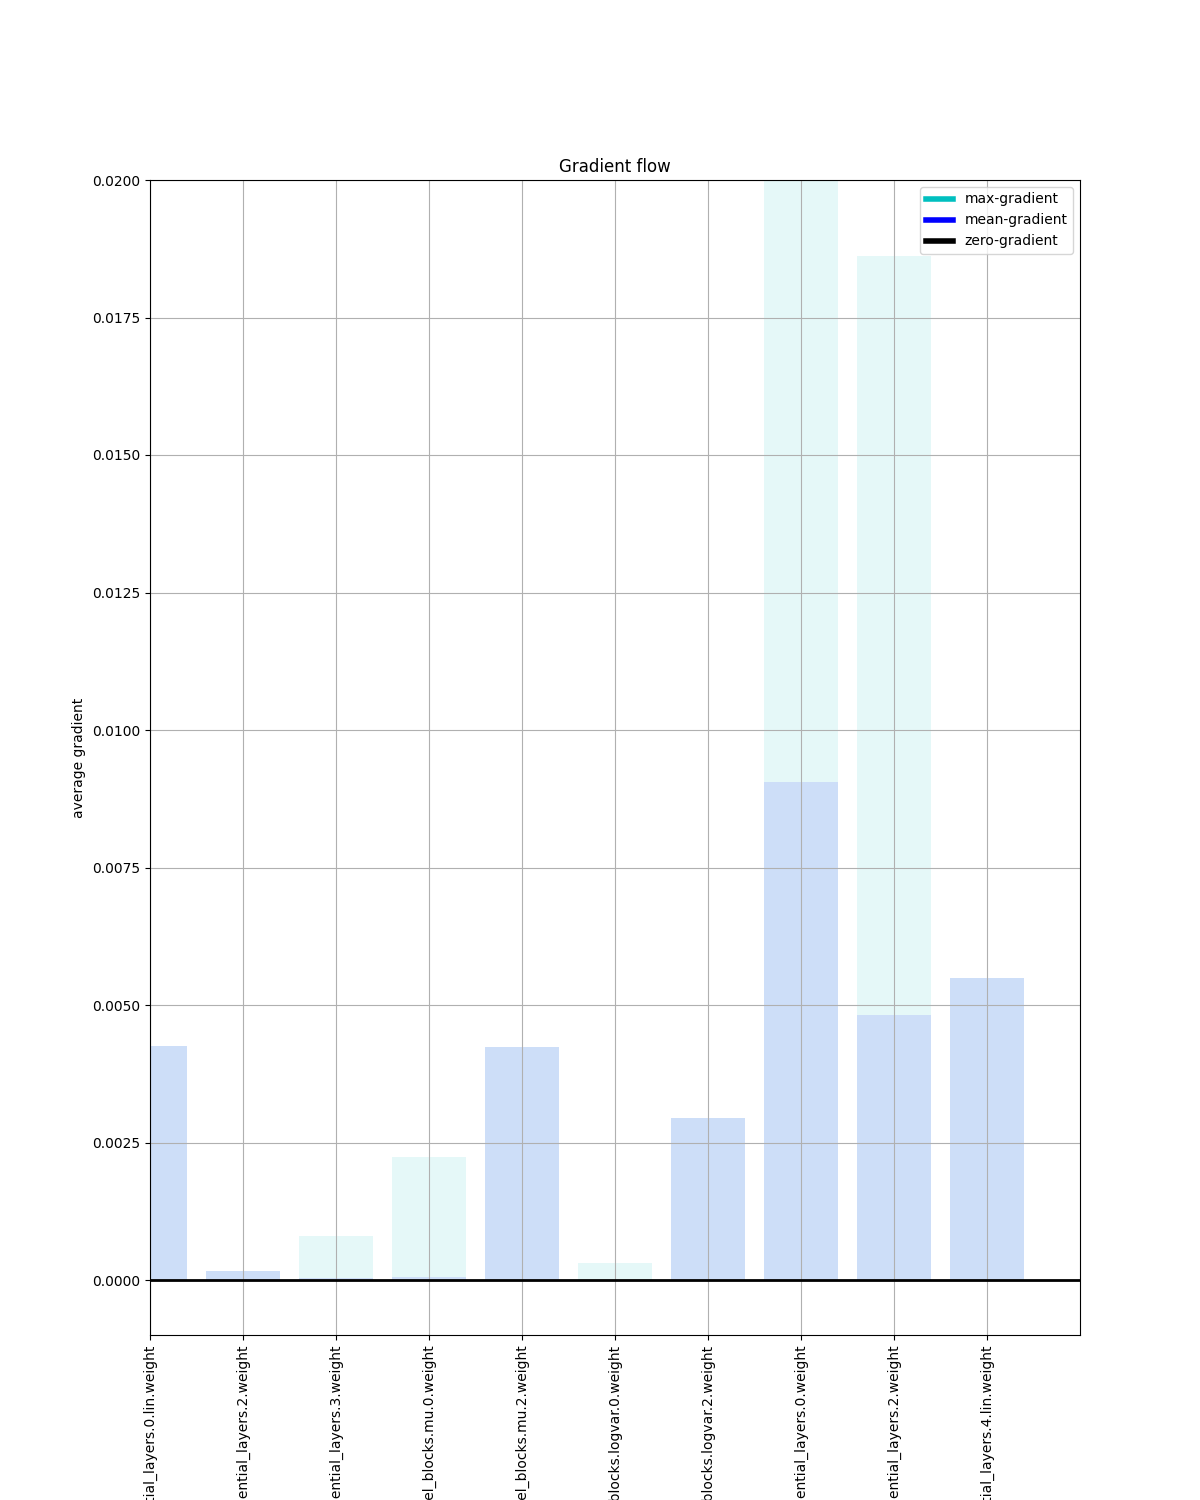 Gradient flow
max-gradient
mean-gradient
zero-gradient
0.0200
0.0175
0.0150
0.0125
0.0100
0.0075
0.0050
0.0025
0.0000
average gradient
tial_layers.0.lin.weight
ential_layers.2.weight
ential_layers.3.weight
el_blocks.mu.0.weight
el_blocks.mu.2.weight
blocks.logvar.0.weight
blocks.logvar.2.weight
ential_layers.0.weight
ential_layers.2.weight
tial_layers.4.lin.weight